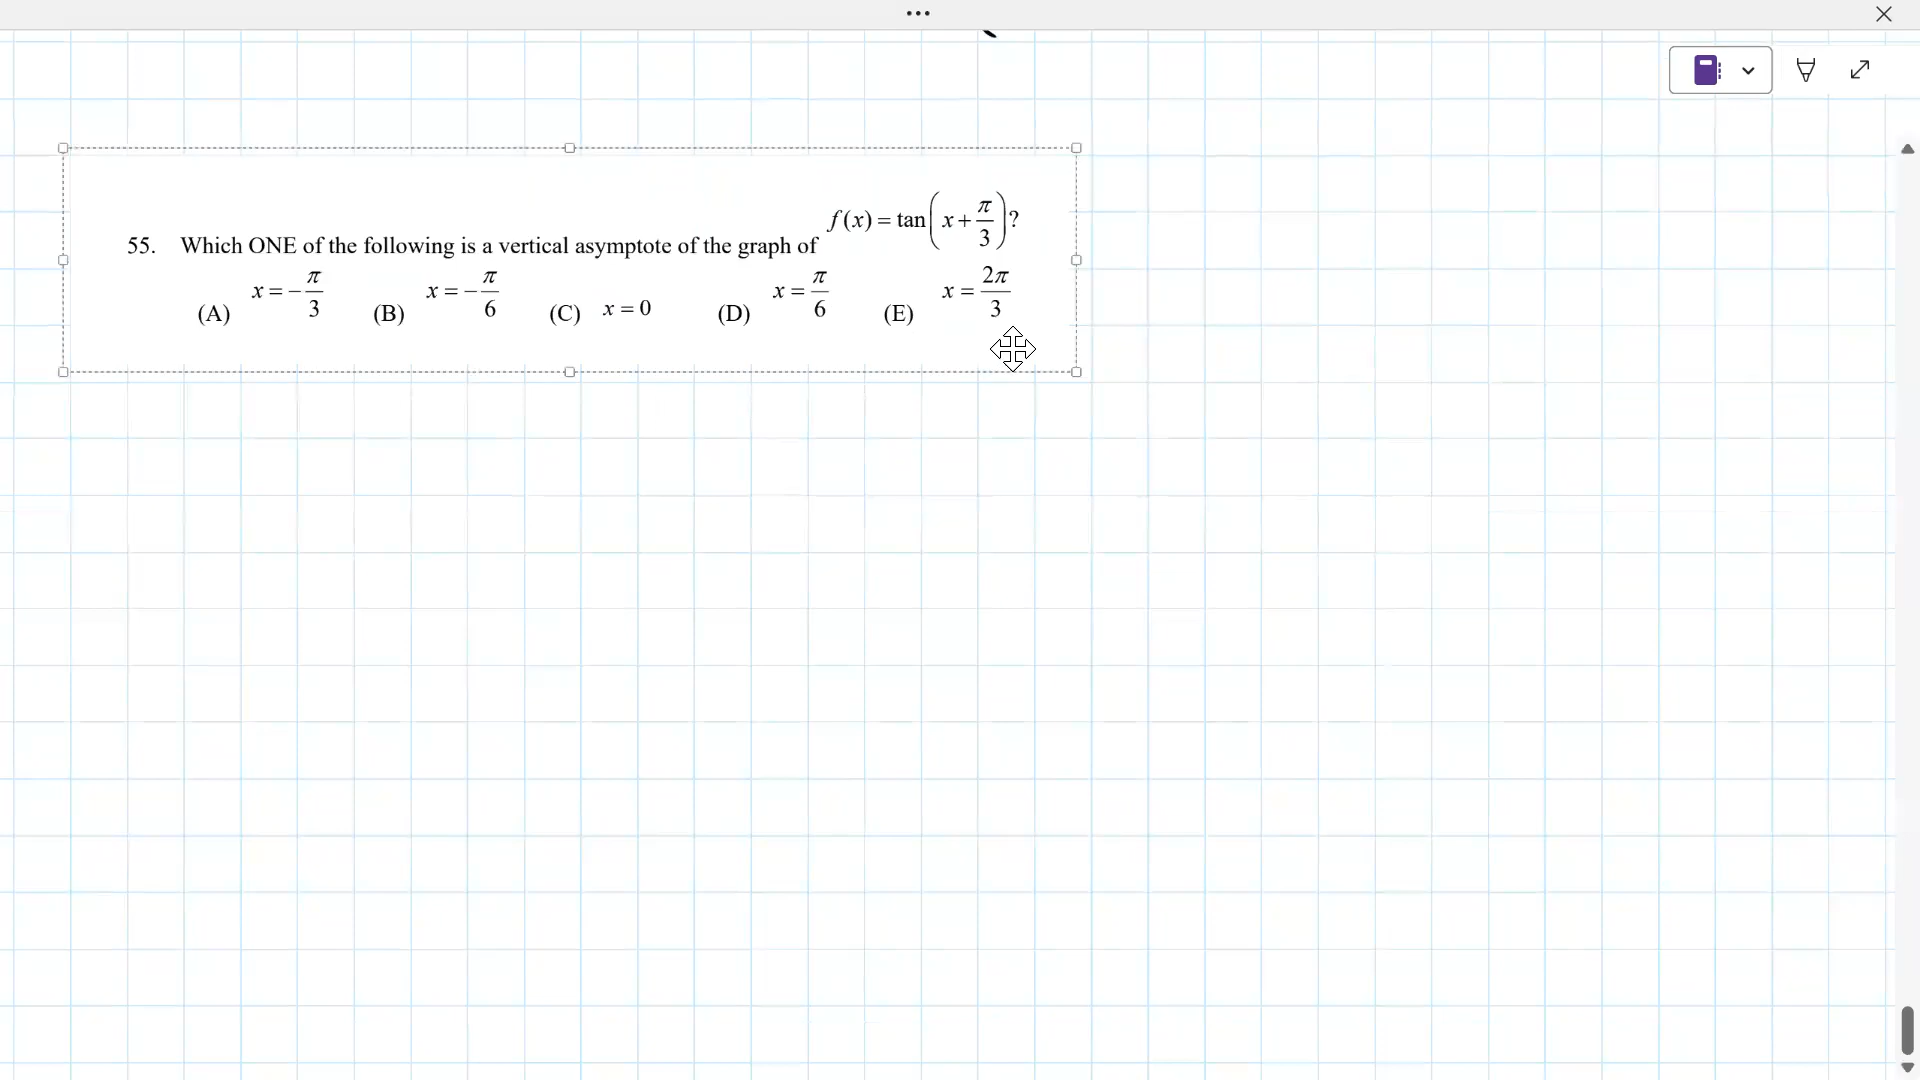 55. Which ONE of the following is a vertical asymptote of the graph of f(x) = tan(x + π/3)?
(A) x = −π/3 (B) x = −π/6 (C) x = 0 (D) x = π/6 (E) x = 2π/3